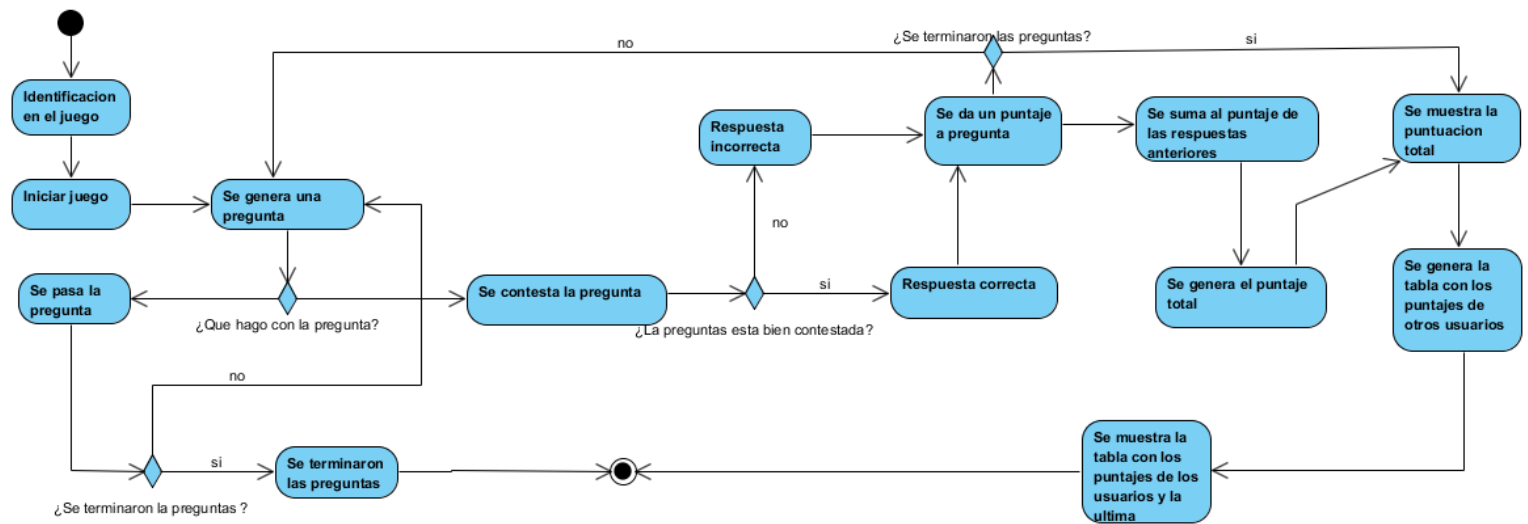 ¿Se terminaron las preguntas?
no
si
Identificacion
en el juego
Se da un puntaje
a pregunta
Se suma al puntaje de
las respuestas
anteriores
Se muestra la
puntuacion
total
Respuesta
incorrecta
Iniciar juego
Se genera una
pregunta
no
Se pasa la
pregunta
¿Que hago con la pregunta?
Se contesta la pregunta
¿La preguntas esta bien contestada?
si
Respuesta correcta
Se genera el puntaje
total
Se genera la
tabla con los
puntajes de
otros usuarios
no
si
¿Se terminaron la preguntas ?
Se terminaron
las preguntas
Se muestra la
tabla con los
puntajes de los
usuarios y la
ultima